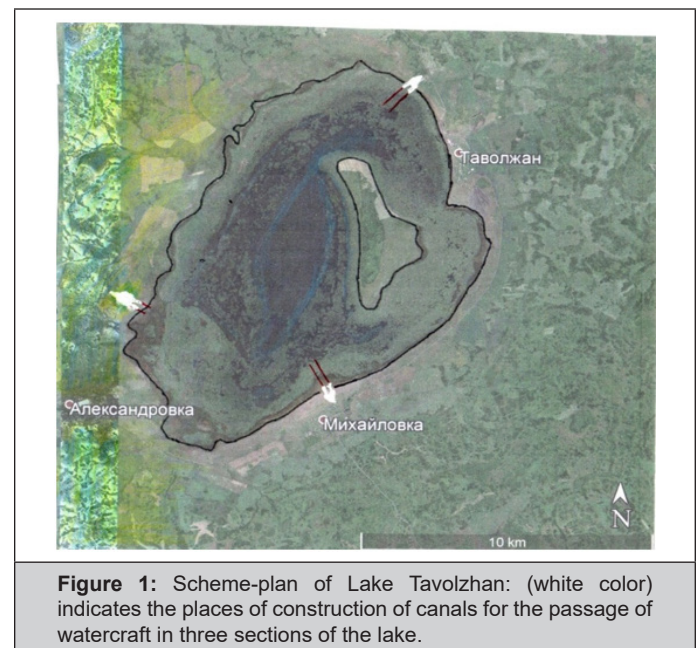 Таволжан
Александровка
Михайловка
N
10 km
Figure 1: Scheme-plan of Lake Tavolzhan: (white color)
indicates the places of construction of canals for the passage of
watercraft in three sections of the lake.